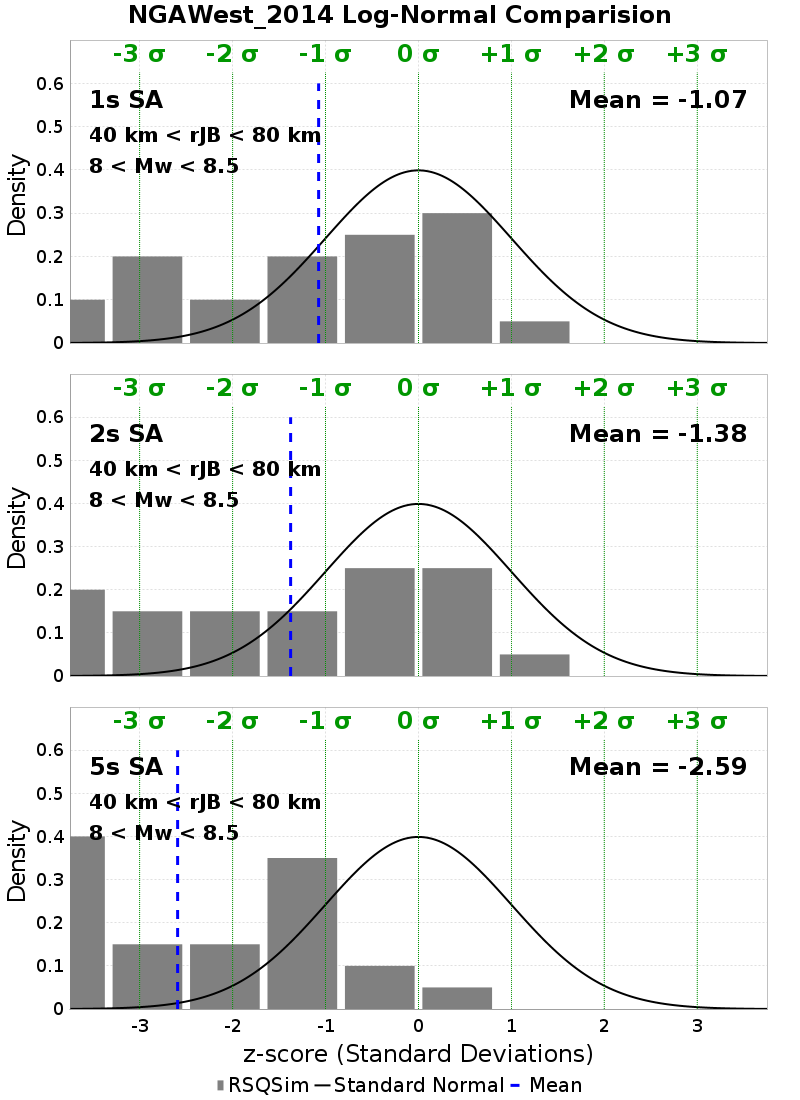 NGAWest_2014 Log-Normal Comparision
-3 σ -2 σ -1 σ 0 σ +1 σ +2 σ +3 σ
1s SA Mean = -1.07
40 km < rJB < 80 km
8 < Mw < 8.5
Density
0.6
0.5
0.4
0.3
0.2
0.1
0
-3 σ -2 σ -1 σ 0 σ +1 σ +2 σ +3 σ
2s SA Mean = -1.38
40 km < rJB < 80 km
8 < Mw < 8.5
Density
0.6
0.5
0.4
0.3
0.2
0.1
0
-3 σ -2 σ -1 σ 0 σ +1 σ +2 σ +3 σ
5s SA Mean = -2.59
40 km < rJB < 80 km
8 < Mw < 8.5
Density
0.6
0.5
0.4
0.3
0.2
0.1
0
-3 -2 -1 0 1 2 3
z-score (Standard Deviations)
RSQSim Standard Normal Mean